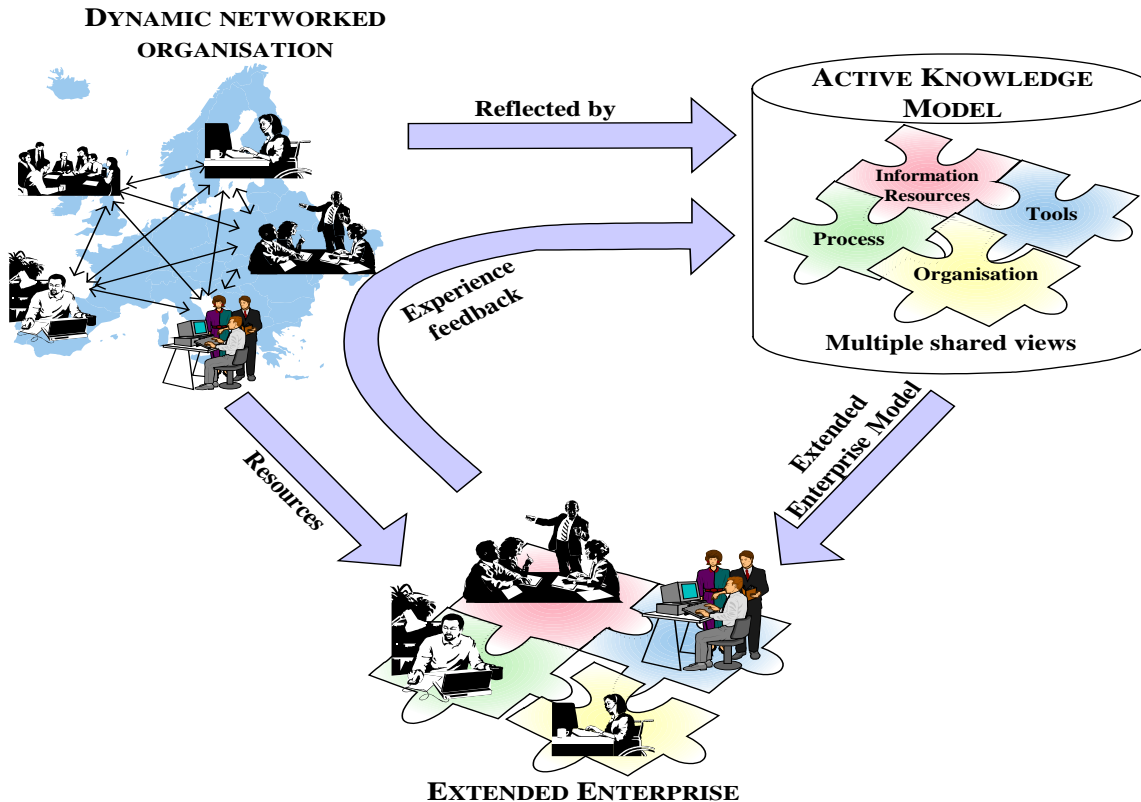 DYNAMIC NETWORKED
ORGANISATION
Reflected by
ACTIVE KNOWLEDGE
MODEL
Information
Resources
Tools
Process
Organisation
Multiple shared views
Experience
feedback
Resources
Extended
Enterprise Model
EXTENDED ENTERPRISE